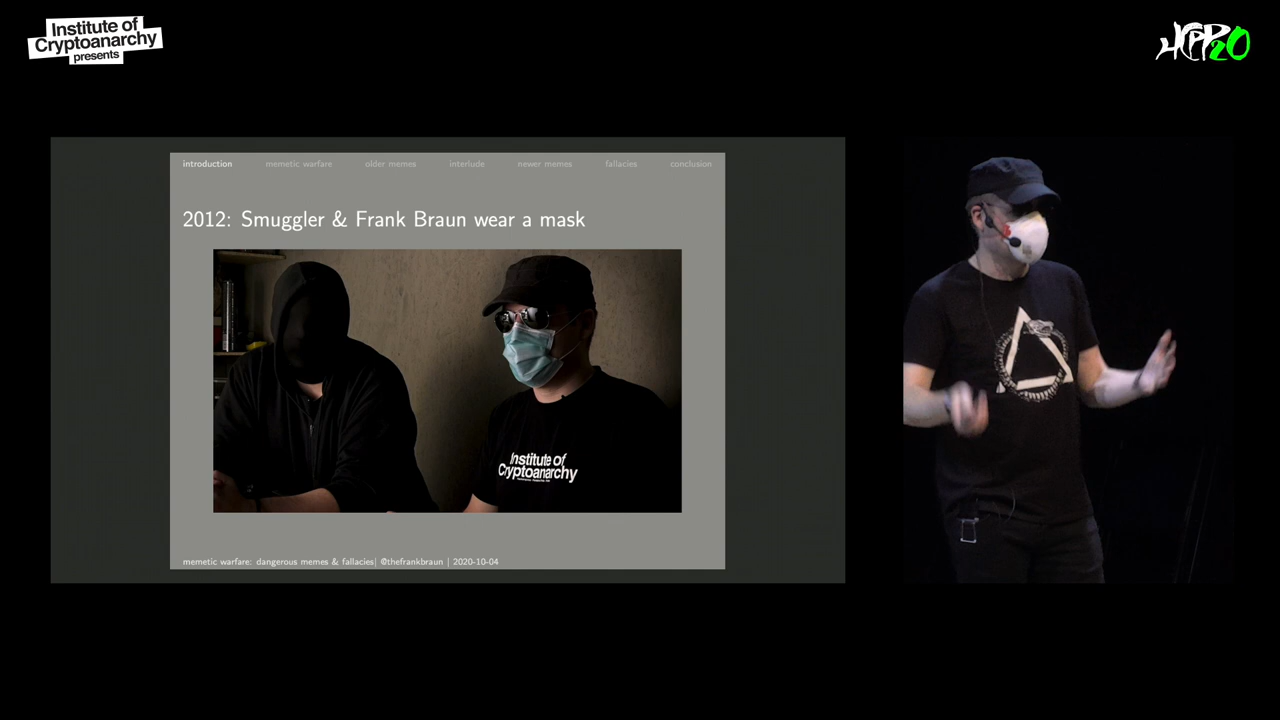 Institute of
Cryptoanarchy
presents
HCPP20
introduction memetic warfare older memes interlude newer memes fallacies conclusion
2012: Smuggler & Frank Braun wear a mask
Institute of
Cryptoanarchy
memetic warfare: dangerous memes & fallacies| @thefrankbraun | 2020-10-04